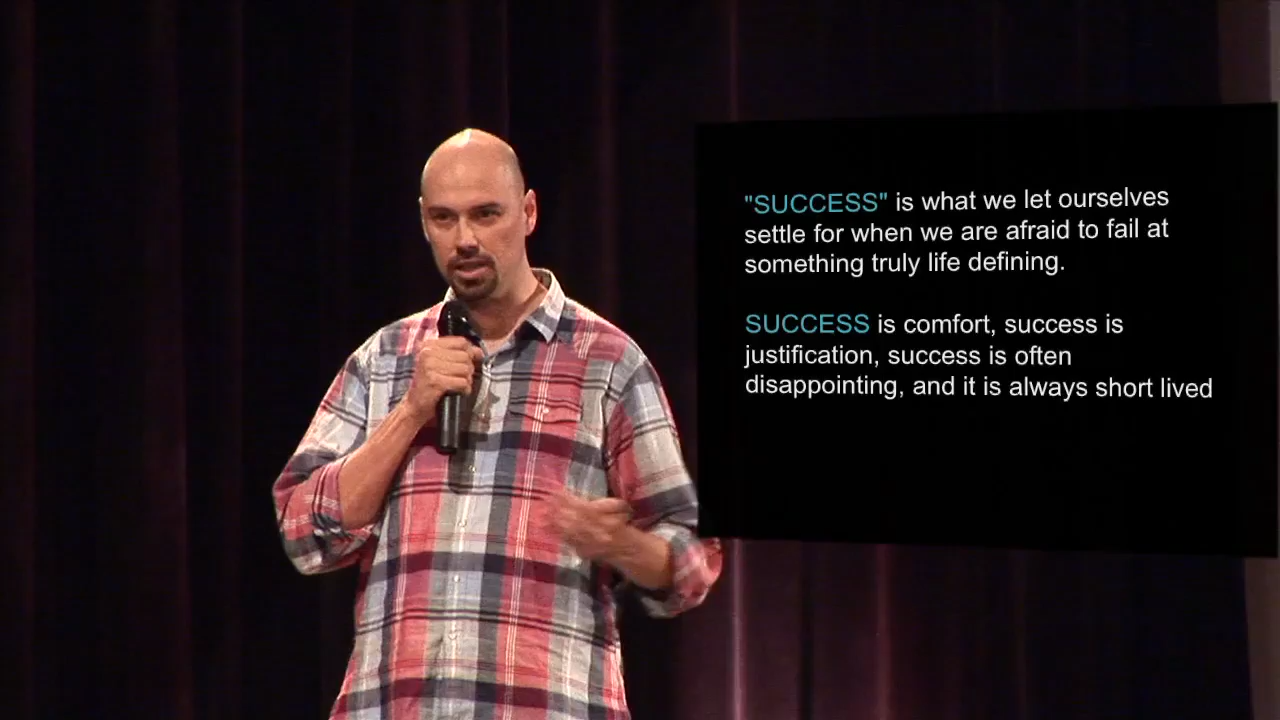 "SUCCESS" is what we let ourselves
settle for when we are afraid to fail at
something truly life defining.
SUCCESS is comfort, success is
justification, success is often
disappointing, and it is always short lived